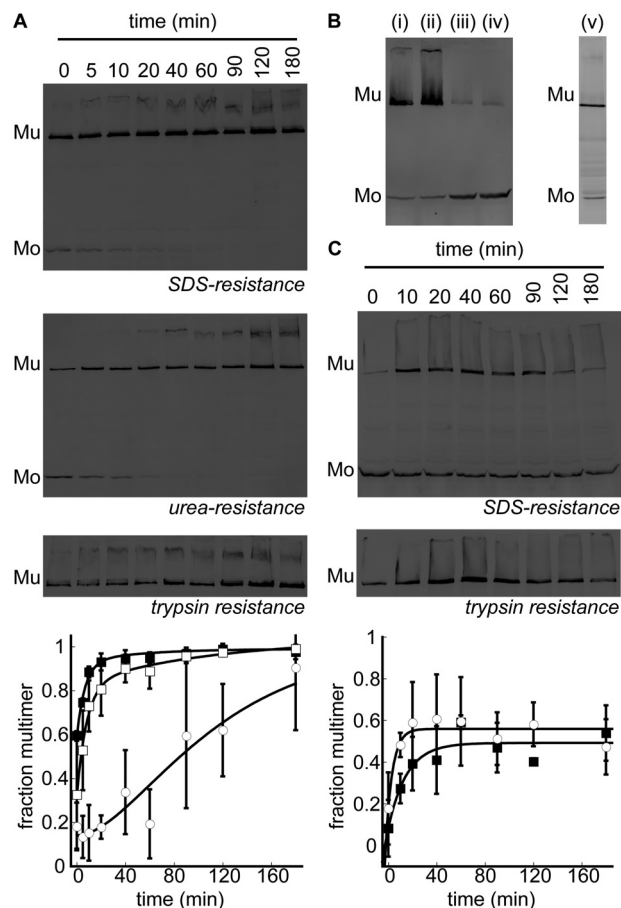 A
time (min)
0 5 10 20 40 60 90 120 180
Mu
Mo
SDS-resistance
Mu
Mo
urea-resistance
Mu
trypsin resistance
1
0.8
0.6
0.4
0.2
0
fraction multimer
0 40 80 120 160
time (min)
B (i) (ii) (iii) (iv) (v)
Mu Mu
Mo Mo
C
time (min)
0 10 20 40 60 90 120 180
Mu
Mo
SDS-resistance
Mu
trypsin resistance
1
0.8
0.6
0.4
0.2
0
fraction multimer
0 40 80 120 160
time (min)